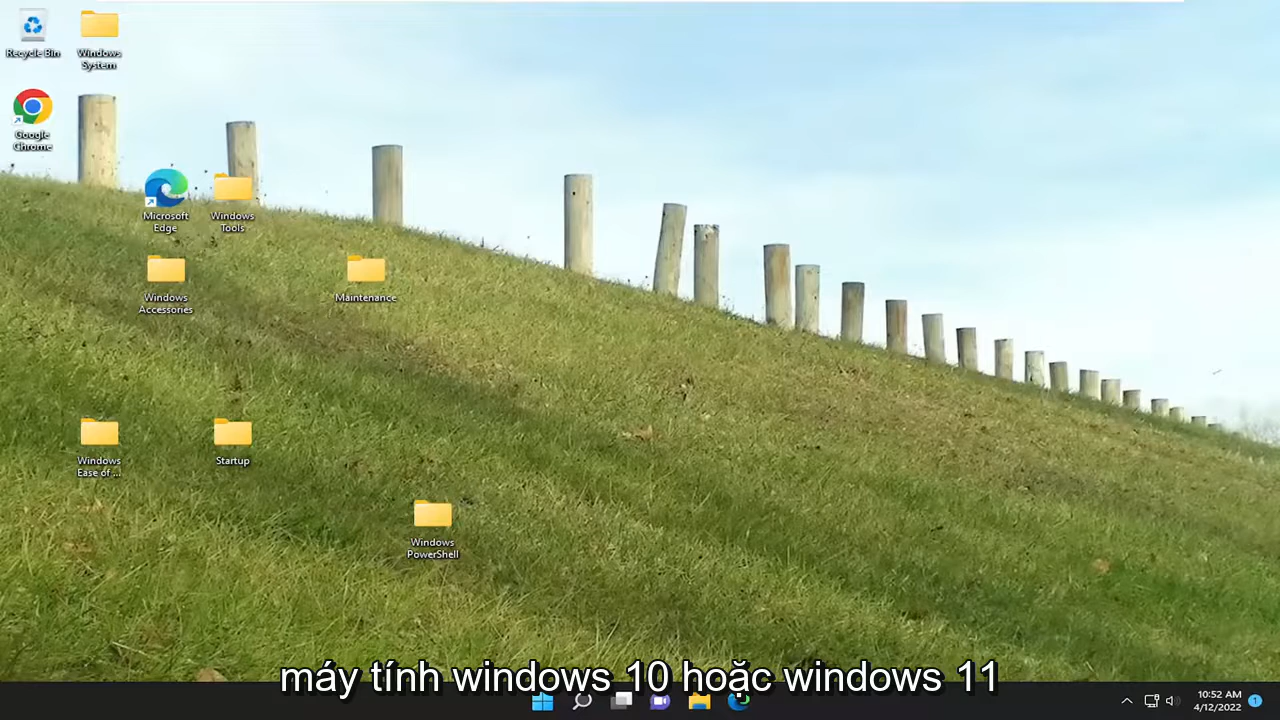 Recycle Bin
Windows
System
Google
Chrome
Microsoft
Edge
Windows
Tools
Windows
Accessories
Maintenance
Windows
Ease of ...
Startup
Windows
PowerShell
máy tính windows 10 hoặc windows 11
10:52 AM
4/12/2022
1